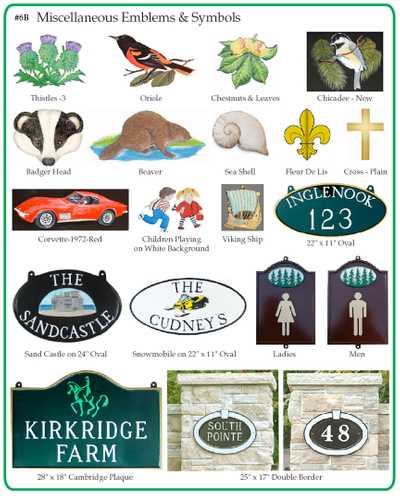 #6B Miscellaneous Emblems & Symbols
Thistles -3
Oriole
Chestnuts & Leaves
Chicadee - New
Badger Head
Beaver
Sea Shell
Fleur De Lis
Cross - Plain
INGLENOOK
123
Corvette-1972-Red
Children Playing
on White Background
Viking Ship
22" x 11" Oval
THE
SANDCASTLE
THE
CUDNEY'S
Sand Castle on 24" Oval
Snowmobile on 22" x 11" Oval
Ladies
Men
KIRKRIDGE
FARM
SOUTH
POINTE
48
28" x 18" Cambridge Plaque
25" x 17" Double Border